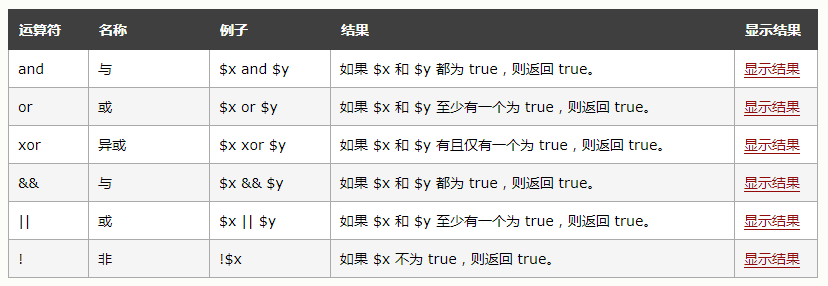 运算符 名称 例子 结果 显示结果
and 与 $x and $y 如果 $x 和 $y 都为 true，则返回 true。 显示结果
or 或 $x or $y 如果 $x 和 $y 至少有一个为 true，则返回 true。 显示结果
xor 异或 $x xor $y 如果 $x 和 $y 有且仅有一个为 true，则返回 true。 显示结果
&& 与 $x && $y 如果 $x 和 $y 都为 true，则返回 true。 显示结果
|| 或 $x || $y 如果 $x 和 $y 至少有一个为 true，则返回 true。 显示结果
! 非 !$x 如果 $x 不为 true，则返回 true。 显示结果